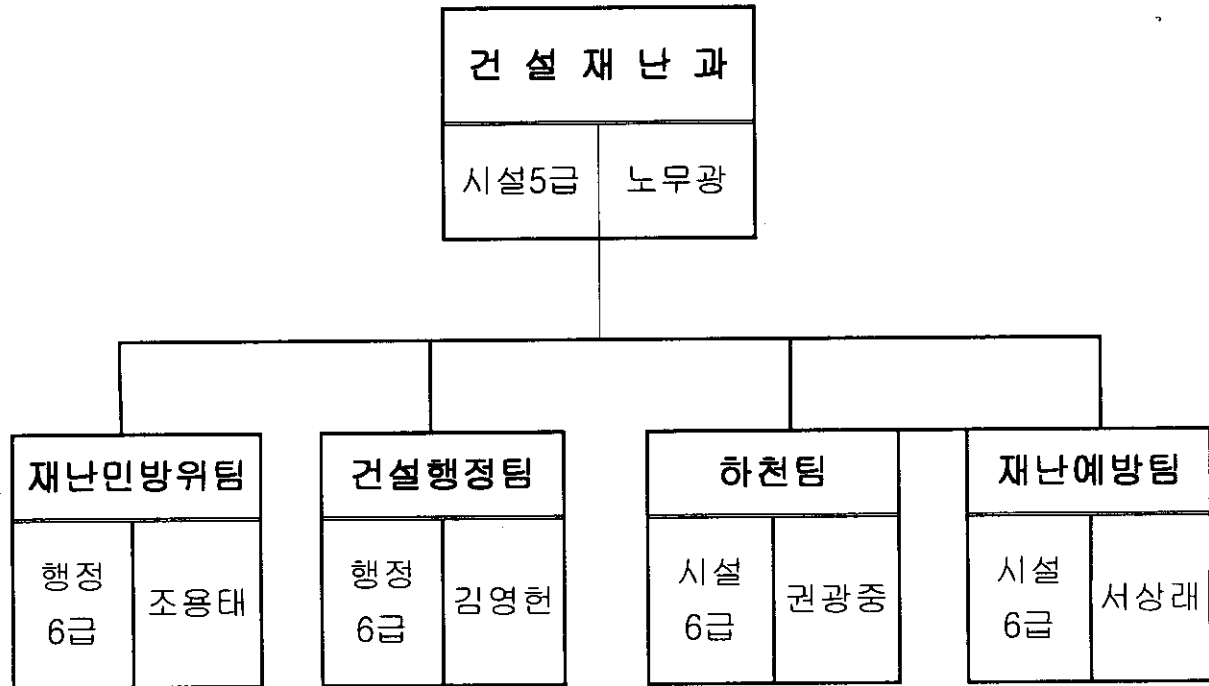 건 설 재 난 과
시설5급 노무광
재난민방위팀 건설행정팀 하천팀 재난예방팀
행정 6급 조용태
행정 6급 김영헌
시설 6급 권광중
시설 6급 서상래